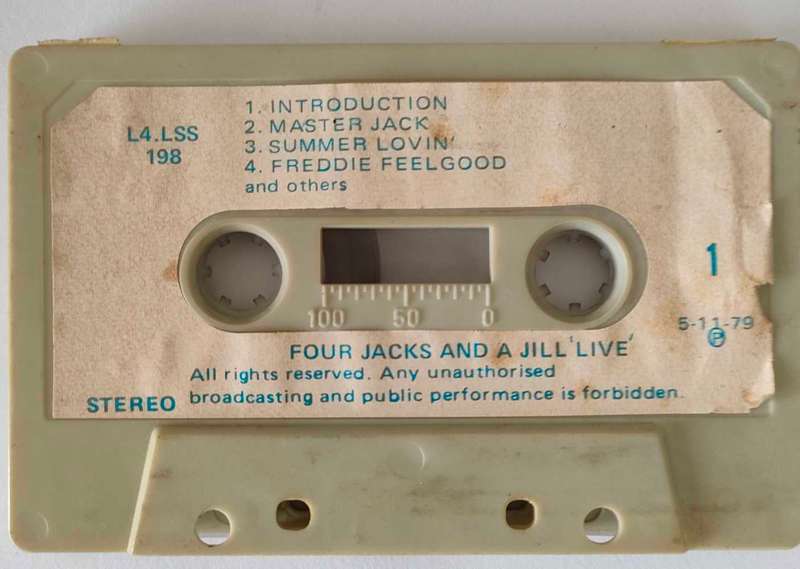 L4.LSS
198
1. INTRODUCTION
2. MASTER JACK
3. SUMMER LOVIN'
4. FREDDIE FEELGOOD
and others
1
100 50 0
5-11-79
Ⓟ
FOUR JACKS AND A JILL 'LIVE'
All rights reserved. Any unauthorised
broadcasting and public performance is forbidden.
STEREO